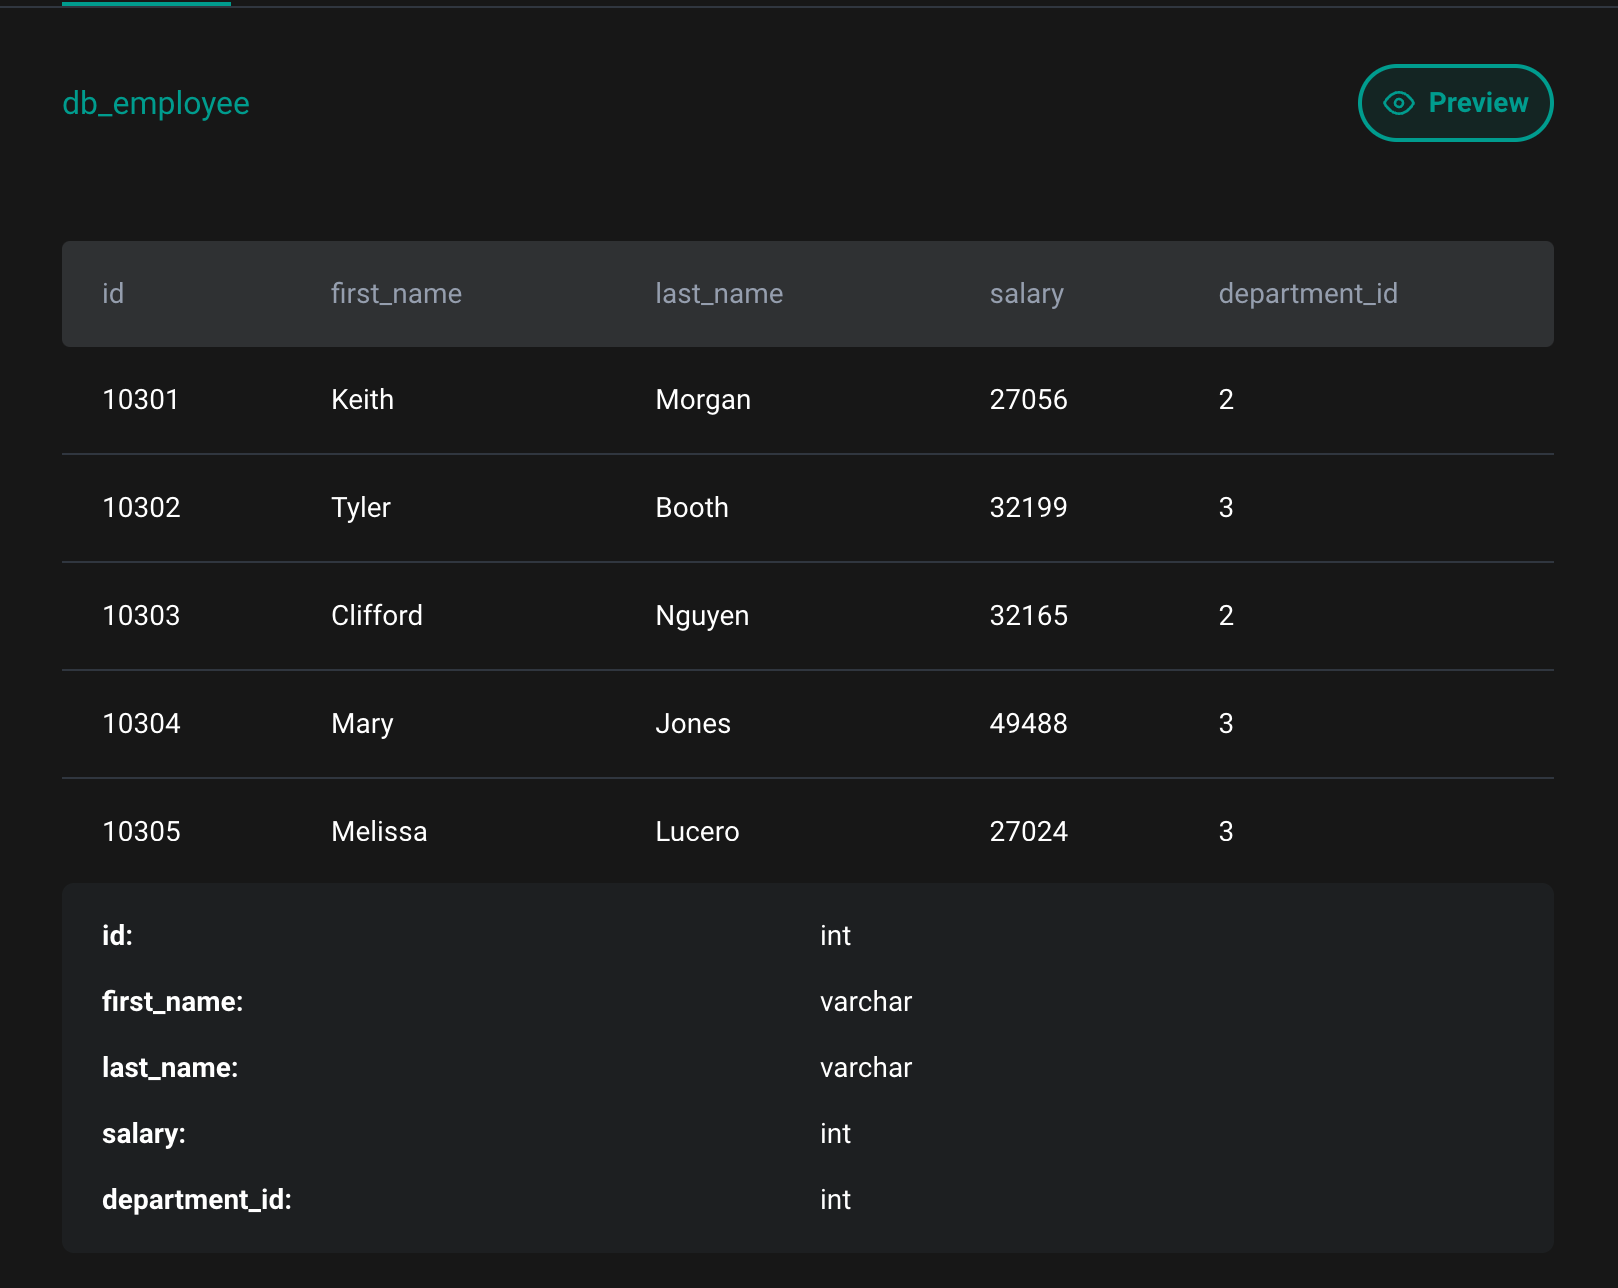 db_employee
Preview
id first_name last_name salary department_id
10301 Keith Morgan 27056 2
10302 Tyler Booth 32199 3
10303 Clifford Nguyen 32165 2
10304 Mary Jones 49488 3
10305 Melissa Lucero 27024 3
id: int
first_name: varchar
last_name: varchar
salary: int
department_id: int